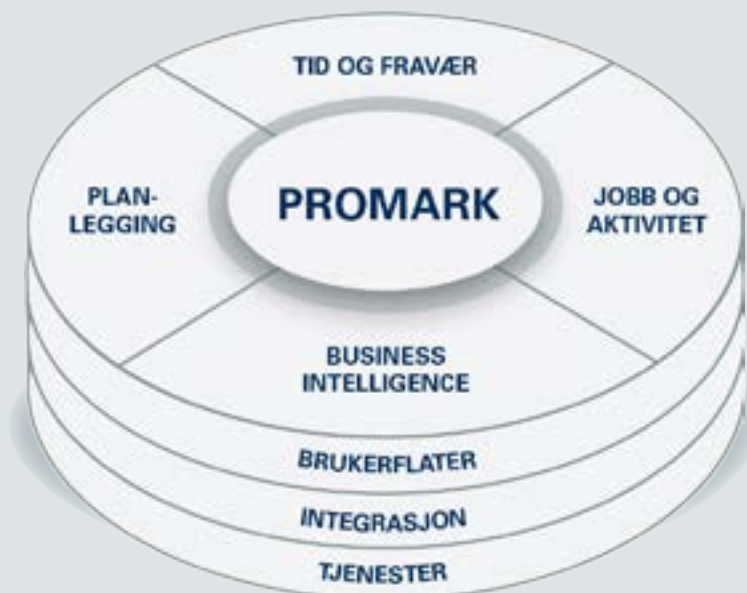 TID OG FRAVÆR
PLAN-
LEGGING
PROMARK
JOBB OG
AKTIVITET
BUSINESS
INTELLIGENCE
BRUKERFLATER
INTEGRASJON
TJENESTER